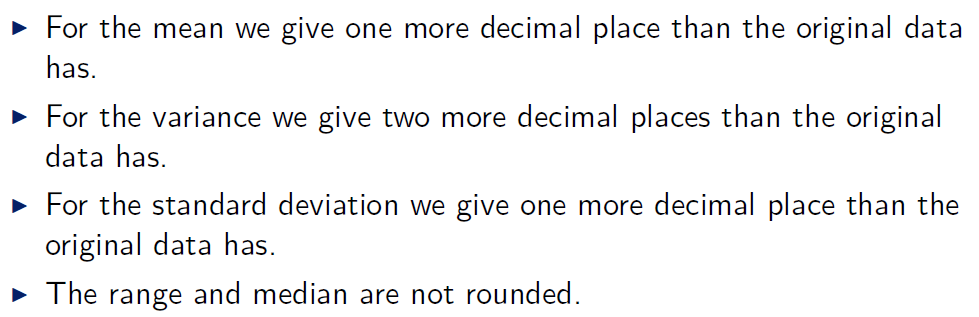 ▶ For the mean we give one more decimal place than the original data
has.
▶ For the variance we give two more decimal places than the original
data has.
▶ For the standard deviation we give one more decimal place than the
original data has.
▶ The range and median are not rounded.